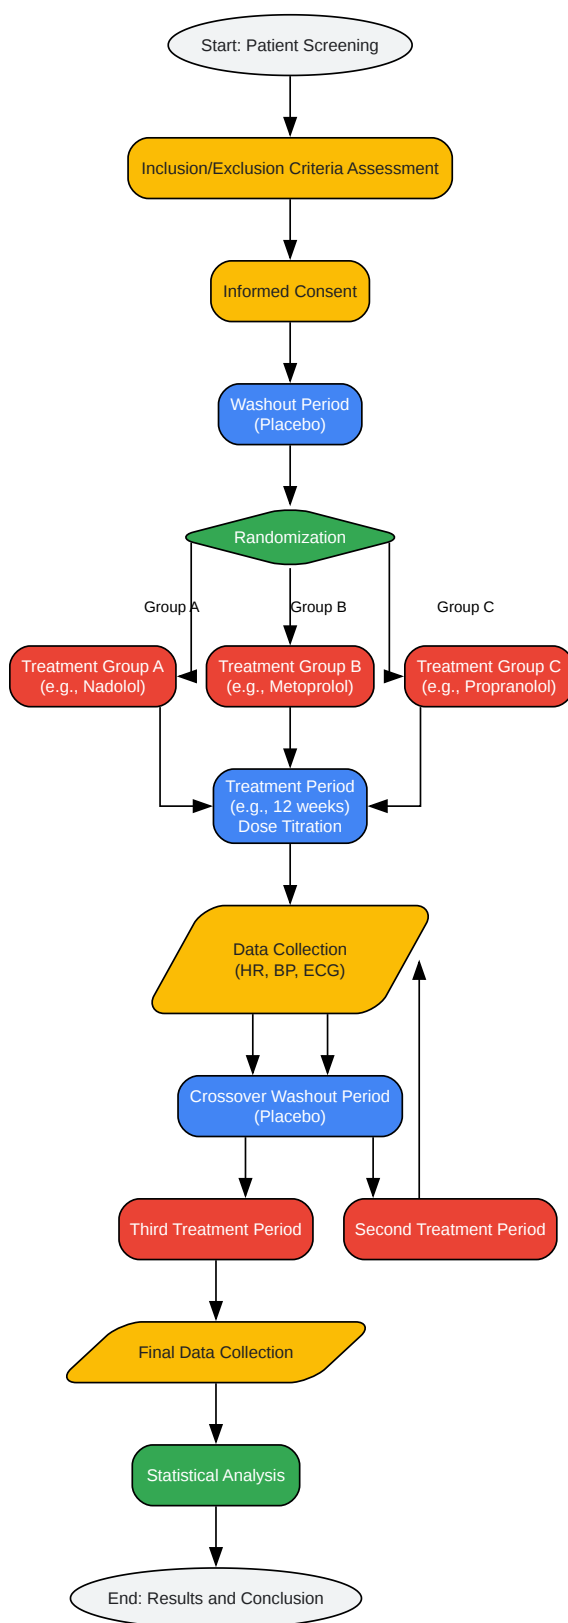 Start: Patient Screening
Inclusion/Exclusion Criteria Assessment
Informed Consent
Washout Period
(Placebo)
Randomization
Group A
Group B
Group C
Treatment Group A
(e.g., Nadolol)
Treatment Group B
(e.g., Metoprolol)
Treatment Group C
(e.g., Propranolol)
Treatment Period
(e.g., 12 weeks)
Dose Titration
Data Collection
(HR, BP, ECG)
Crossover Washout Period
(Placebo)
Third Treatment Period
Second Treatment Period
Final Data Collection
Statistical Analysis
End: Results and Conclusion